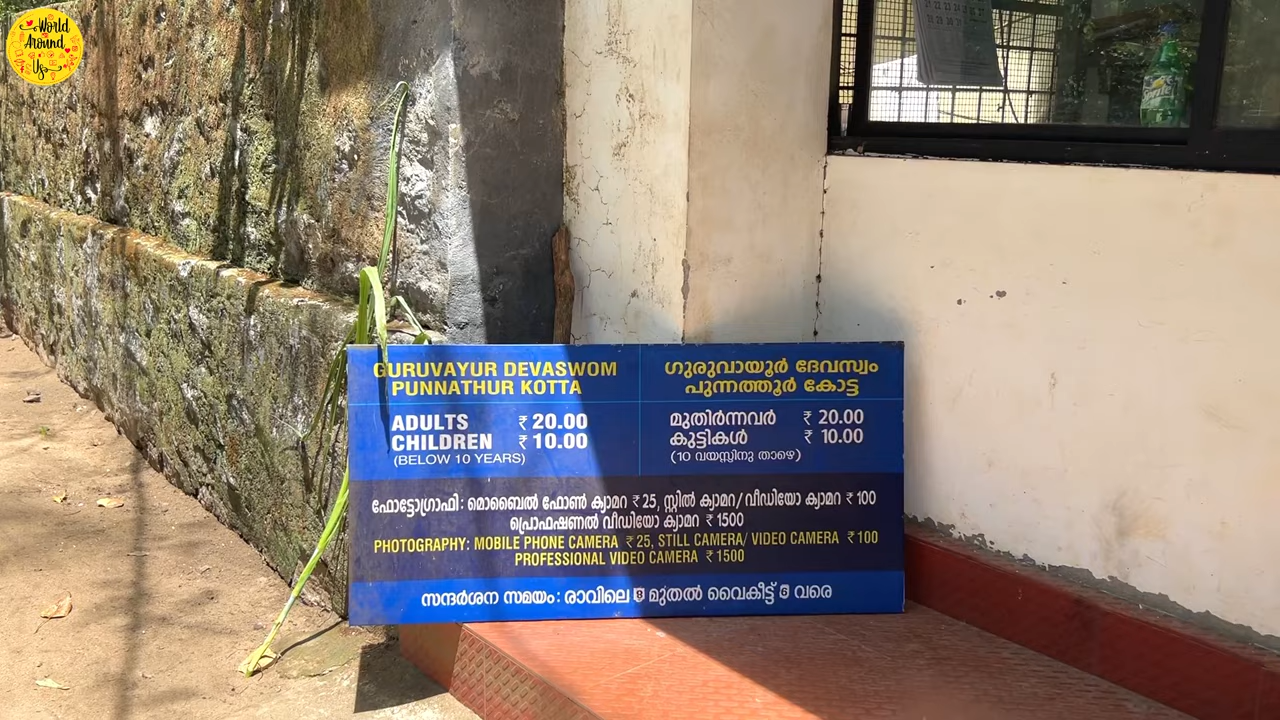 World
Around
Us
GURUVAYUR DEVASWOM
PUNNATHUR KOTTA
ADULTS ₹ 20.00
CHILDREN ₹ 10.00
(BELOW 10 YEARS)
ഗുരുവായൂർ ദേവസ്വം
പുന്നത്തൂർ കോട്ട
മുതിർന്നവർ ₹ 20.00
കുട്ടികൾ ₹ 10.00
(10 വയസ്സിനു താഴെ)
ഫോട്ടോഗ്രാഫി : മൊബൈൽ ഫോൺ ക്യാമറ ₹ 25, സ്റ്റിൽ ക്യാമറ/ വീഡിയോ ക്യാമറ ₹ 100
പ്രൊഫഷണൽ വീഡിയോ ക്യാമറ ₹ 1500
PHOTOGRAPHY: MOBILE PHONE CAMERA ₹ 25, STILL CAMERA/ VIDEO CAMERA ₹ 100
PROFESSIONAL VIDEO CAMERA ₹ 1500
സന്ദർശന സമയം : രാവിലെ മുതൽ വൈകീട്ട് വരെ
Sprite